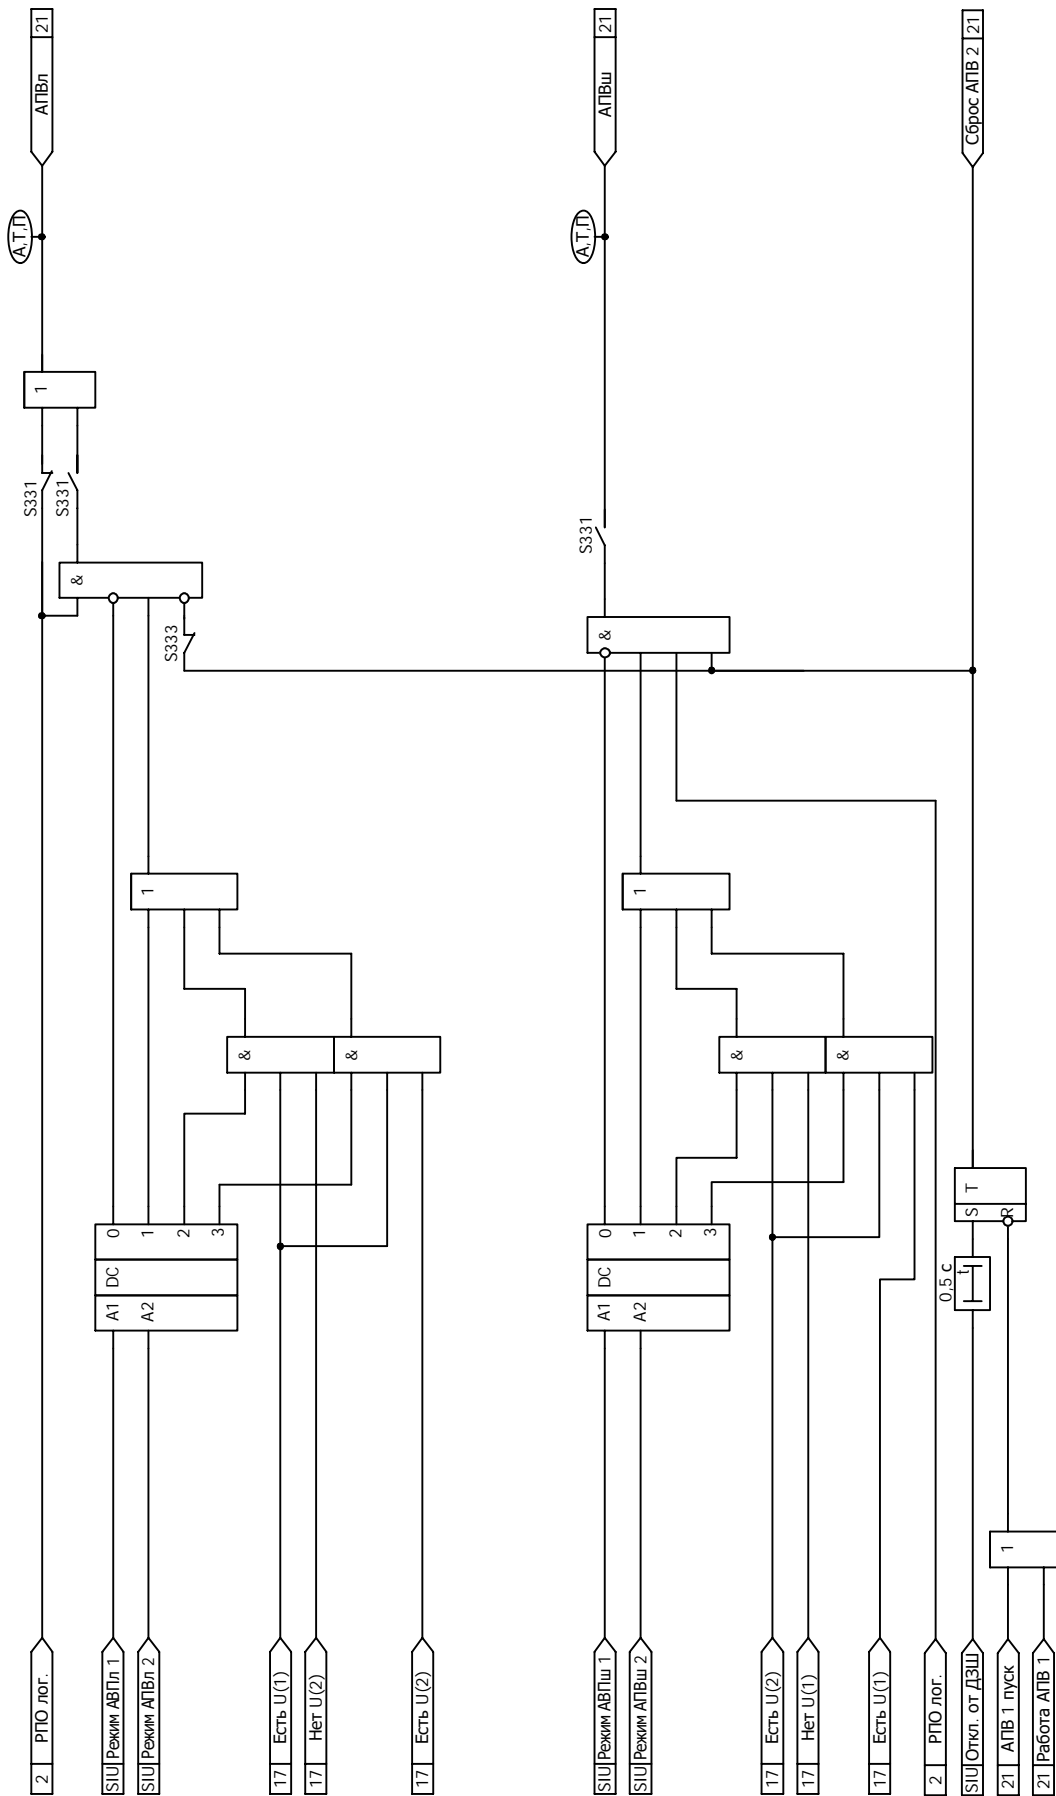 АПВл 21
АПВш 21
Сброс АПВ 2 21
А,Т,П
А,Т,П
1
S331
S331
S331
&
&
S333
1
1
&
&
&
&
0
1
2
3
DC
A1
A2
0
1
2
3
DC
A1
A2
T
S
R
0,5 с
t
1
2 РПО лог.
SIU Режим АВПл 1
SIU Режим АПВл 2
17 Есть U(1)
17 Нет U(2)
17 Есть U(2)
SIU Режим АВПш 1
SIU Режим АПВш 2
17 Есть U(2)
17 Нет U(1)
17 Есть U(1)
2 РПО лог.
SIU Откл. от ДЗШ
21 АПВ 1 пуск
21 Работа АПВ 1